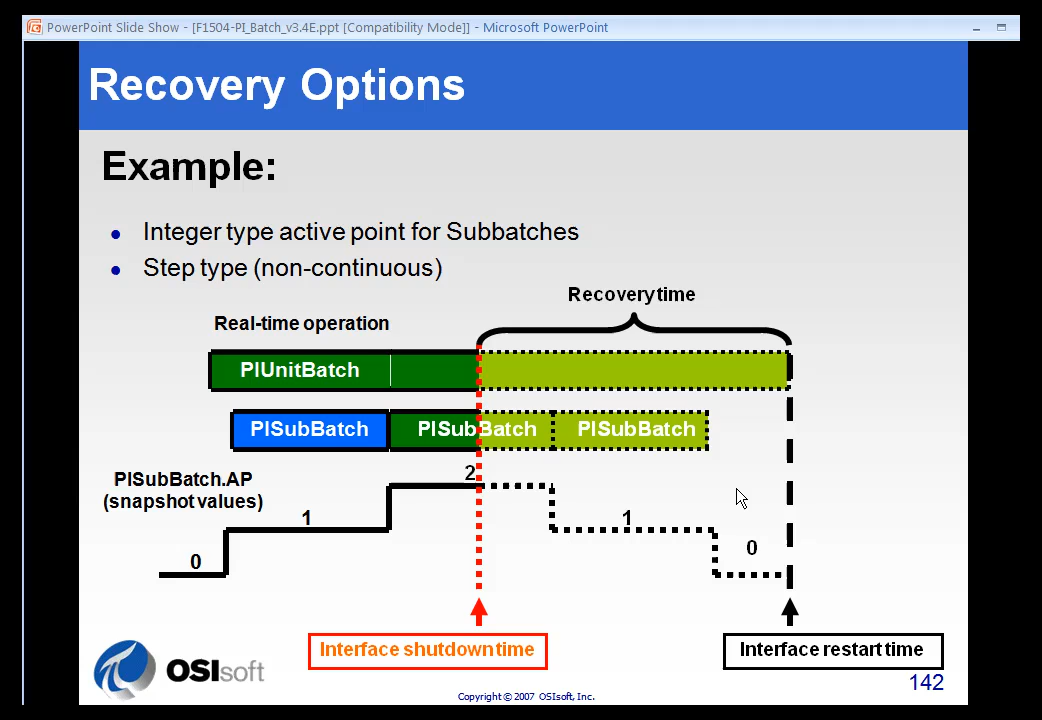 PowerPoint Slide Show - [F1504-PI_Batch_v3.4E.ppt [Compatibility Mode]] - Microsoft PowerPoint
Recovery Options
Example:
Integer type active point for Subbatches
Step type (non-continuous)
Recovery time
Real-time operation
PIUnitBatch
PISubBatch PISubBatch PISubBatch
PISubBatch.AP
(snapshot values)
2
1
1
0
0
Interface shutdown time
Interface restart time
OSIsoft
142
Copyright © 2007 OSIsoft, Inc.